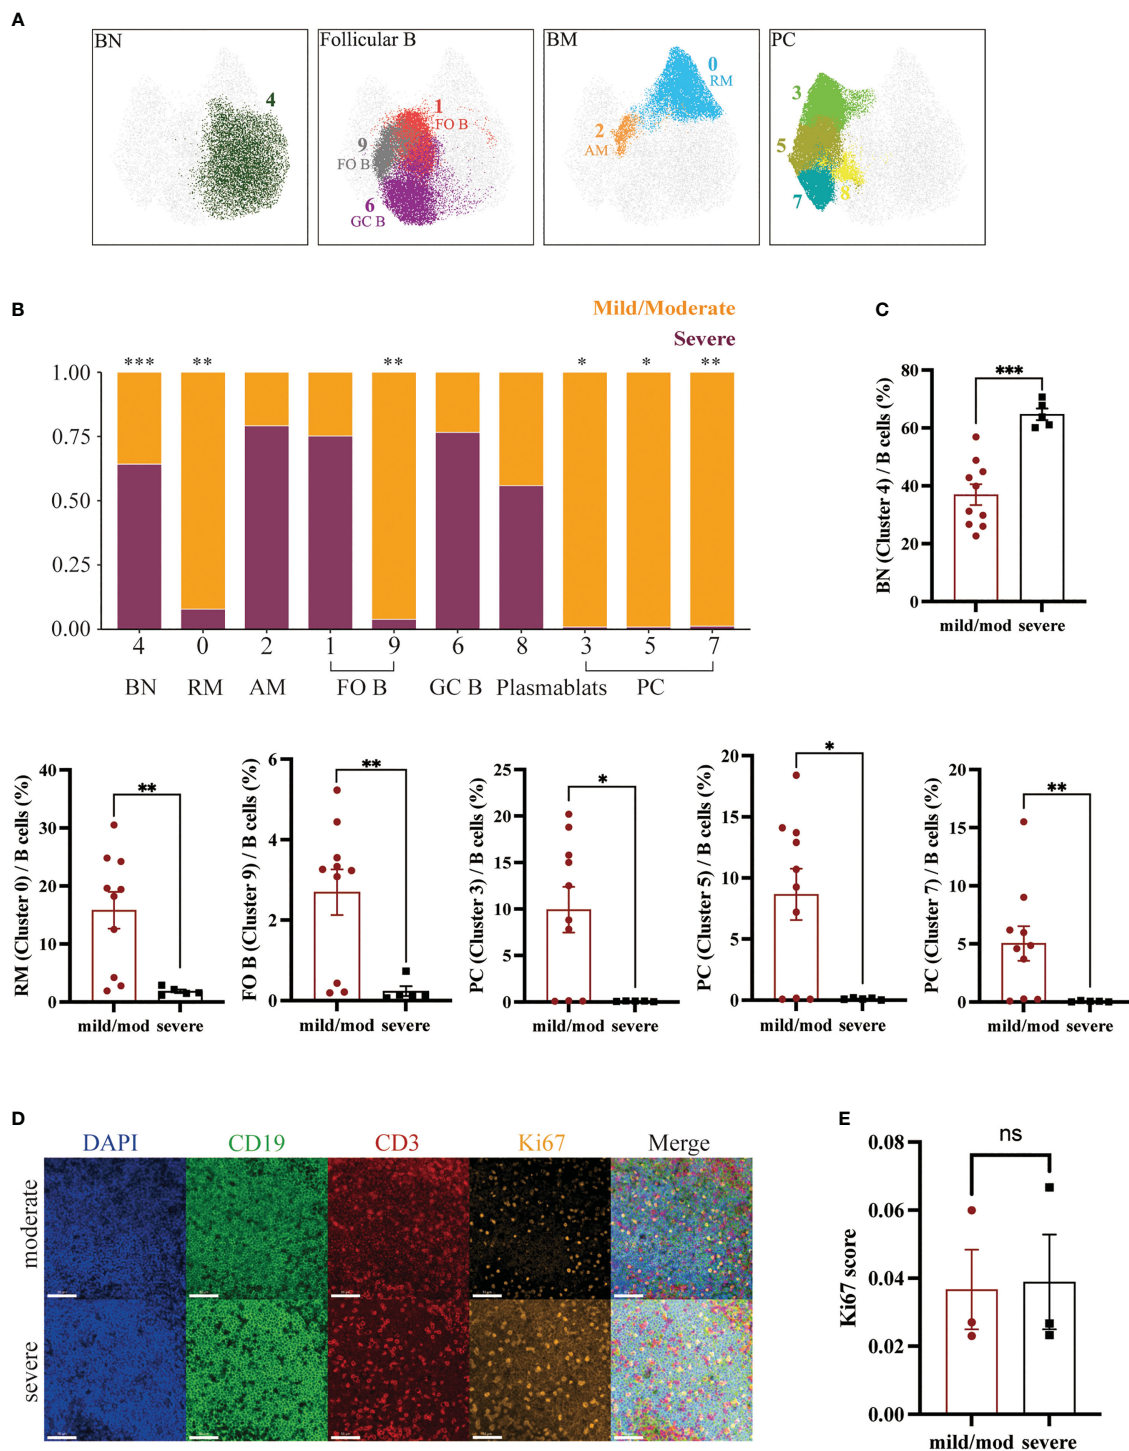 A
BN
4
Follicular B
1
FO B
9
FO B
6
GC B
BM
0
RM
2
AM
PC
3
5
7
8
B
Mild/Moderate
Severe
*** ** ** * * **
1.00
0.75
0.50
0.25
0.00
4 0 2 1 9 6 8 3 5 7
BN RM AM FO B GC B Plasmablats PC
C
BN (Cluster 4) / B cells (%)
80
60
40
20
0
***
mild/mod severe
RM (Cluster 0) / B cells (%)
40
30
20
10
0
**
mild/mod severe
FO B (Cluster 9) / B cells (%)
6
4
2
0
**
mild/mod severe
PC (Cluster 3) / B cells (%)
25
20
15
10
5
0
*
mild/mod severe
PC (Cluster 5) / B cells (%)
20
15
10
5
0
*
mild/mod severe
PC (Cluster 7) / B cells (%)
20
15
10
5
0
**
mild/mod severe
D
DAPI CD19 CD3 Ki67 Merge
moderate
severe
E
Ki67 score
0.08
0.06
0.04
0.02
0.00
ns
mild/mod severe